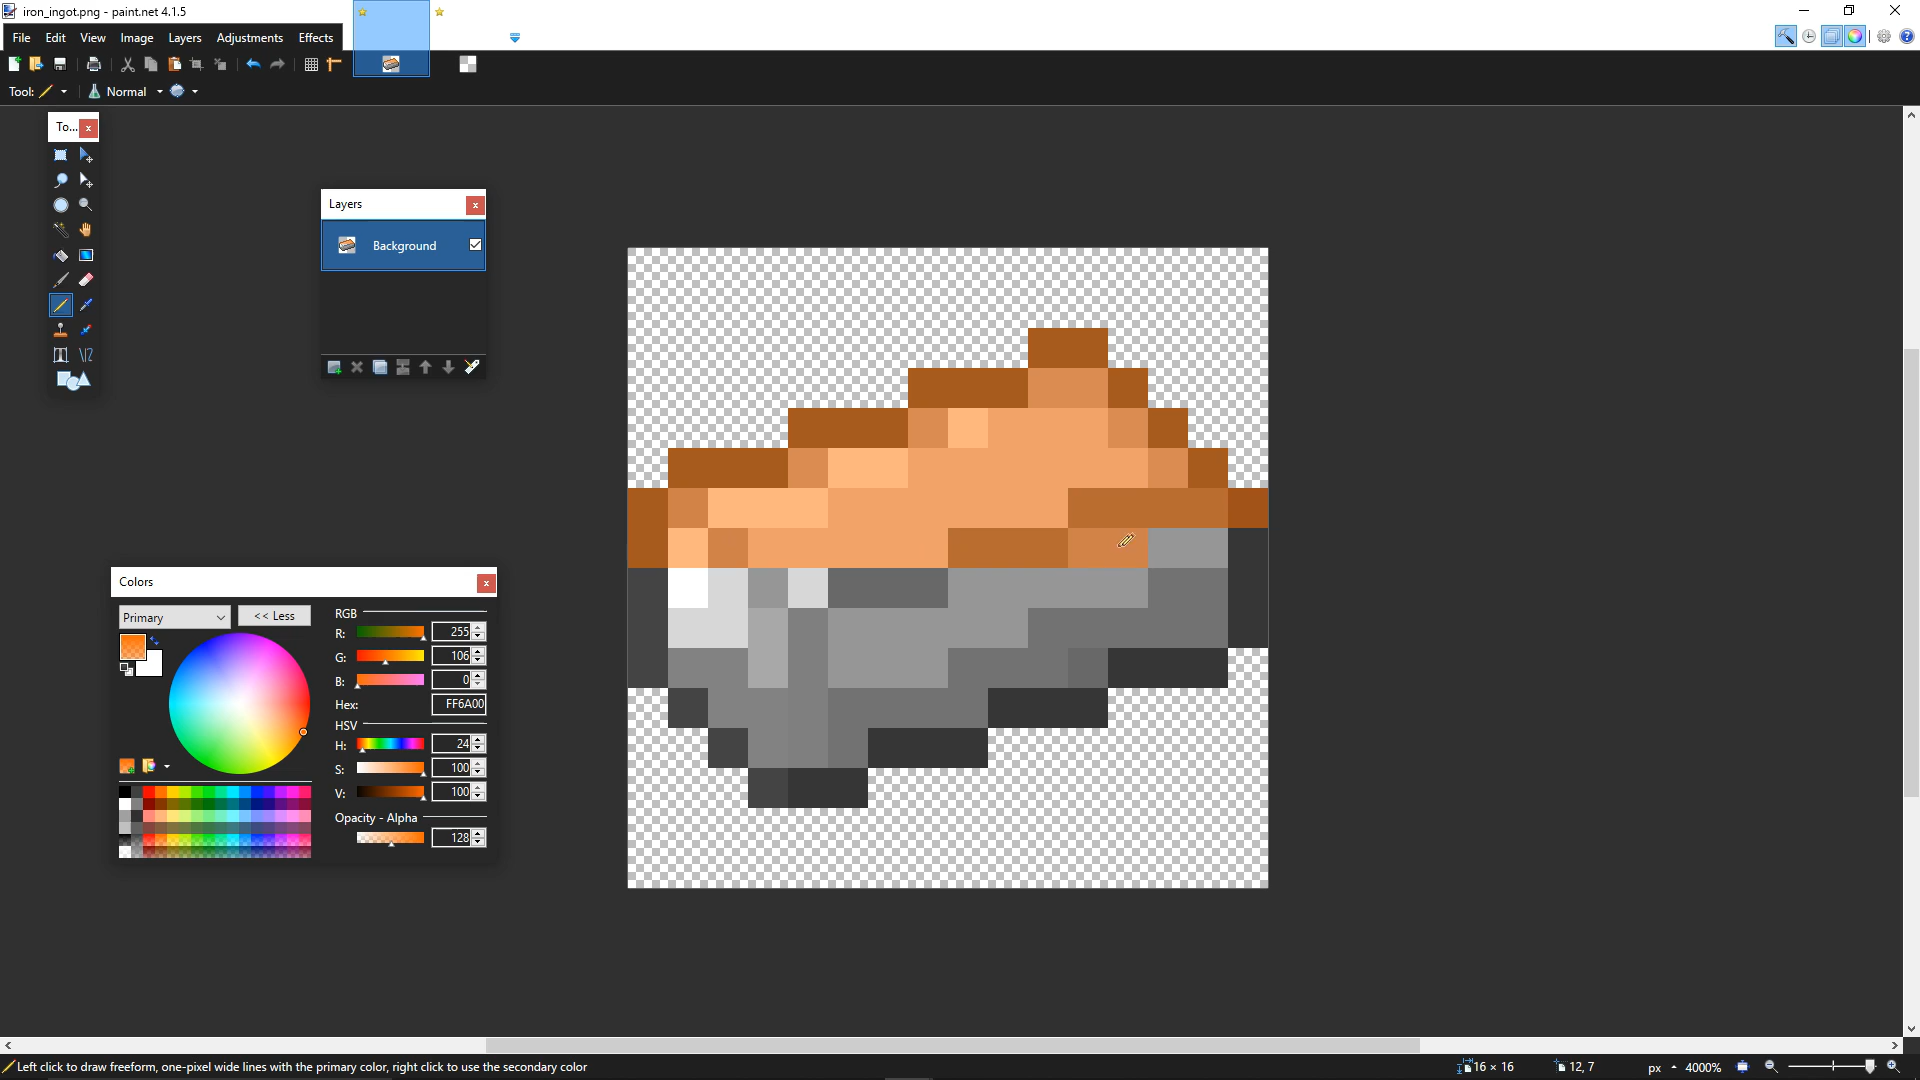 iron_ingot.png - paint.net 4.1.5
File Edit View Image Layers Adjustments Effects
Tool: Normal
To...
Layers
Background
Colors
Primary
<< Less
RGB
R: 255
G: 106
B: 0
Hex: FF6A00
HSV
H: 24
S: 100
V: 100
Opacity - Alpha
128
Left click to draw freeform, one-pixel wide lines with the primary color, right click to use the secondary color
16 × 16
12, 7
px
4000%